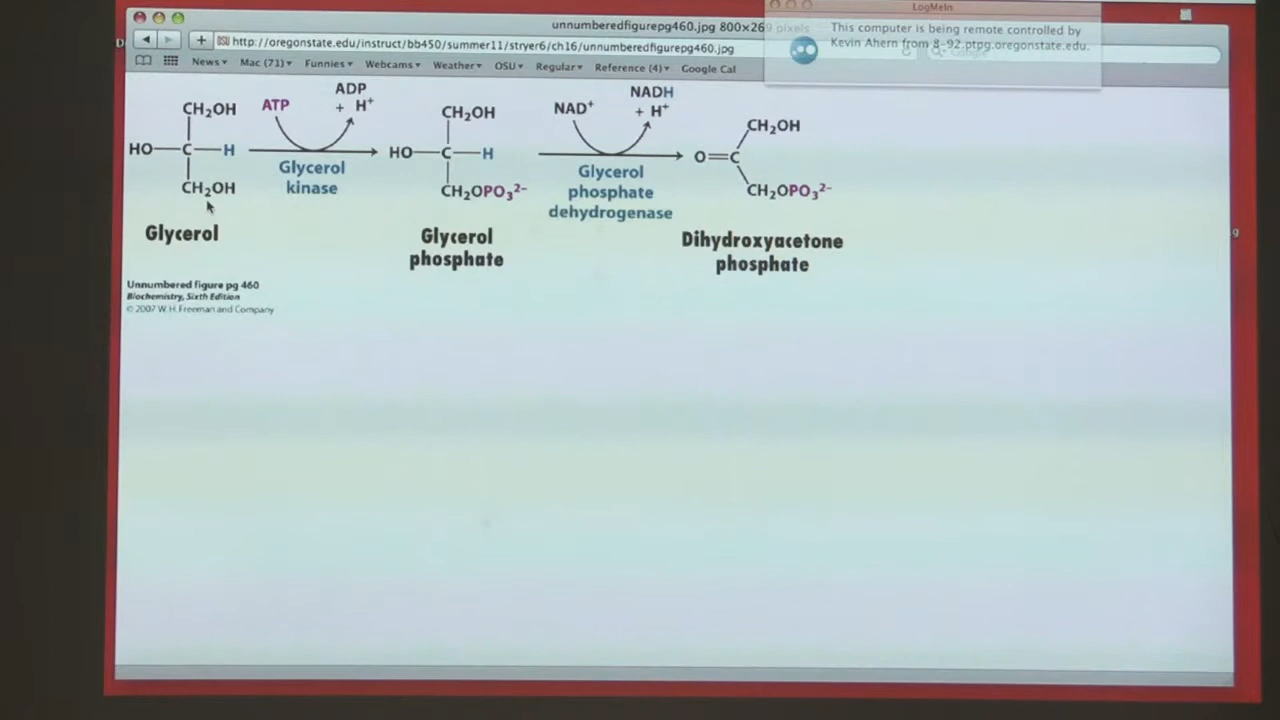 unnumberedfigurepg460.jpg 800×269 pixels
LogMeIn
This computer is being remote controlled by
Kevin Ahern from 8-92.ptpg.oregonstate.edu.
http://oregonstate.edu/instruct/bb450/summer11/stryer6/ch16/unnumberedfigurepg460.jpg
News Mac (71) Funnies Webcams Weather OSU Regular Reference (4) Google Cal
CH₂OH ATP ADP + H⁺ CH₂OH NAD⁺ NADH + H⁺ CH₂OH
HO—C—H HO—C—H O=C
Glycerol kinase
Glycerol phosphate dehydrogenase
CH₂OH CH₂OPO₃²⁻ CH₂OPO₃²⁻
Glycerol
Glycerol phosphate
Dihydroxyacetone phosphate
Unnumbered figure pg 460
Biochemistry, Sixth Edition
© 2007 W.H. Freeman and Company